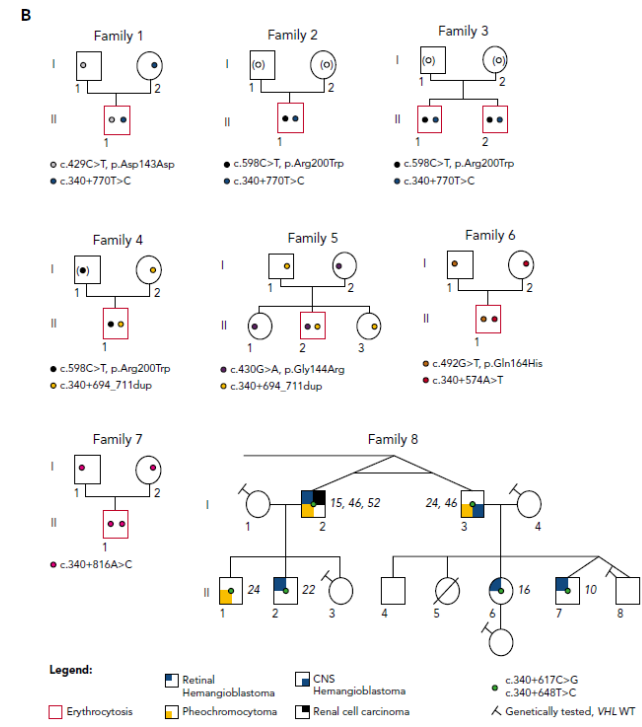 B
Family 1
Family 2
Family 3
I
1
2
II
1
c.429C>T, p.Asp143Asp
c.340+770T>C
I
(o)
(o)
1
2
II
1
c.598C>T, p.Arg200Trp
c.340+770T>C
I
(o)
(o)
1
2
II
1
2
c.598C>T, p.Arg200Trp
c.340+770T>C
Family 4
Family 5
Family 6
I
( )
1
2
II
1
c.598C>T, p.Arg200Trp
c.340+694_711dup
I
1
2
II
1
2
3
c.430G>A, p.Gly144Arg
c.340+694_711dup
I
1
2
II
1
c.492G>T, p.Gln164His
c.340+574A>T
Family 7
Family 8
I
1
2
II
1
c.340+816A>C
I
1
2
15, 46, 52
24, 46
3
4
II
1
24
2
22
3
4
5
6
16
7
10
8
Legend:
Erythrocytosis
Retinal
Hemangioblastoma
Pheochromocytoma
CNS
Hemangioblastoma
Renal cell carcinoma
c.340+617C>G
c.340+648T>C
Genetically tested, VHL WT